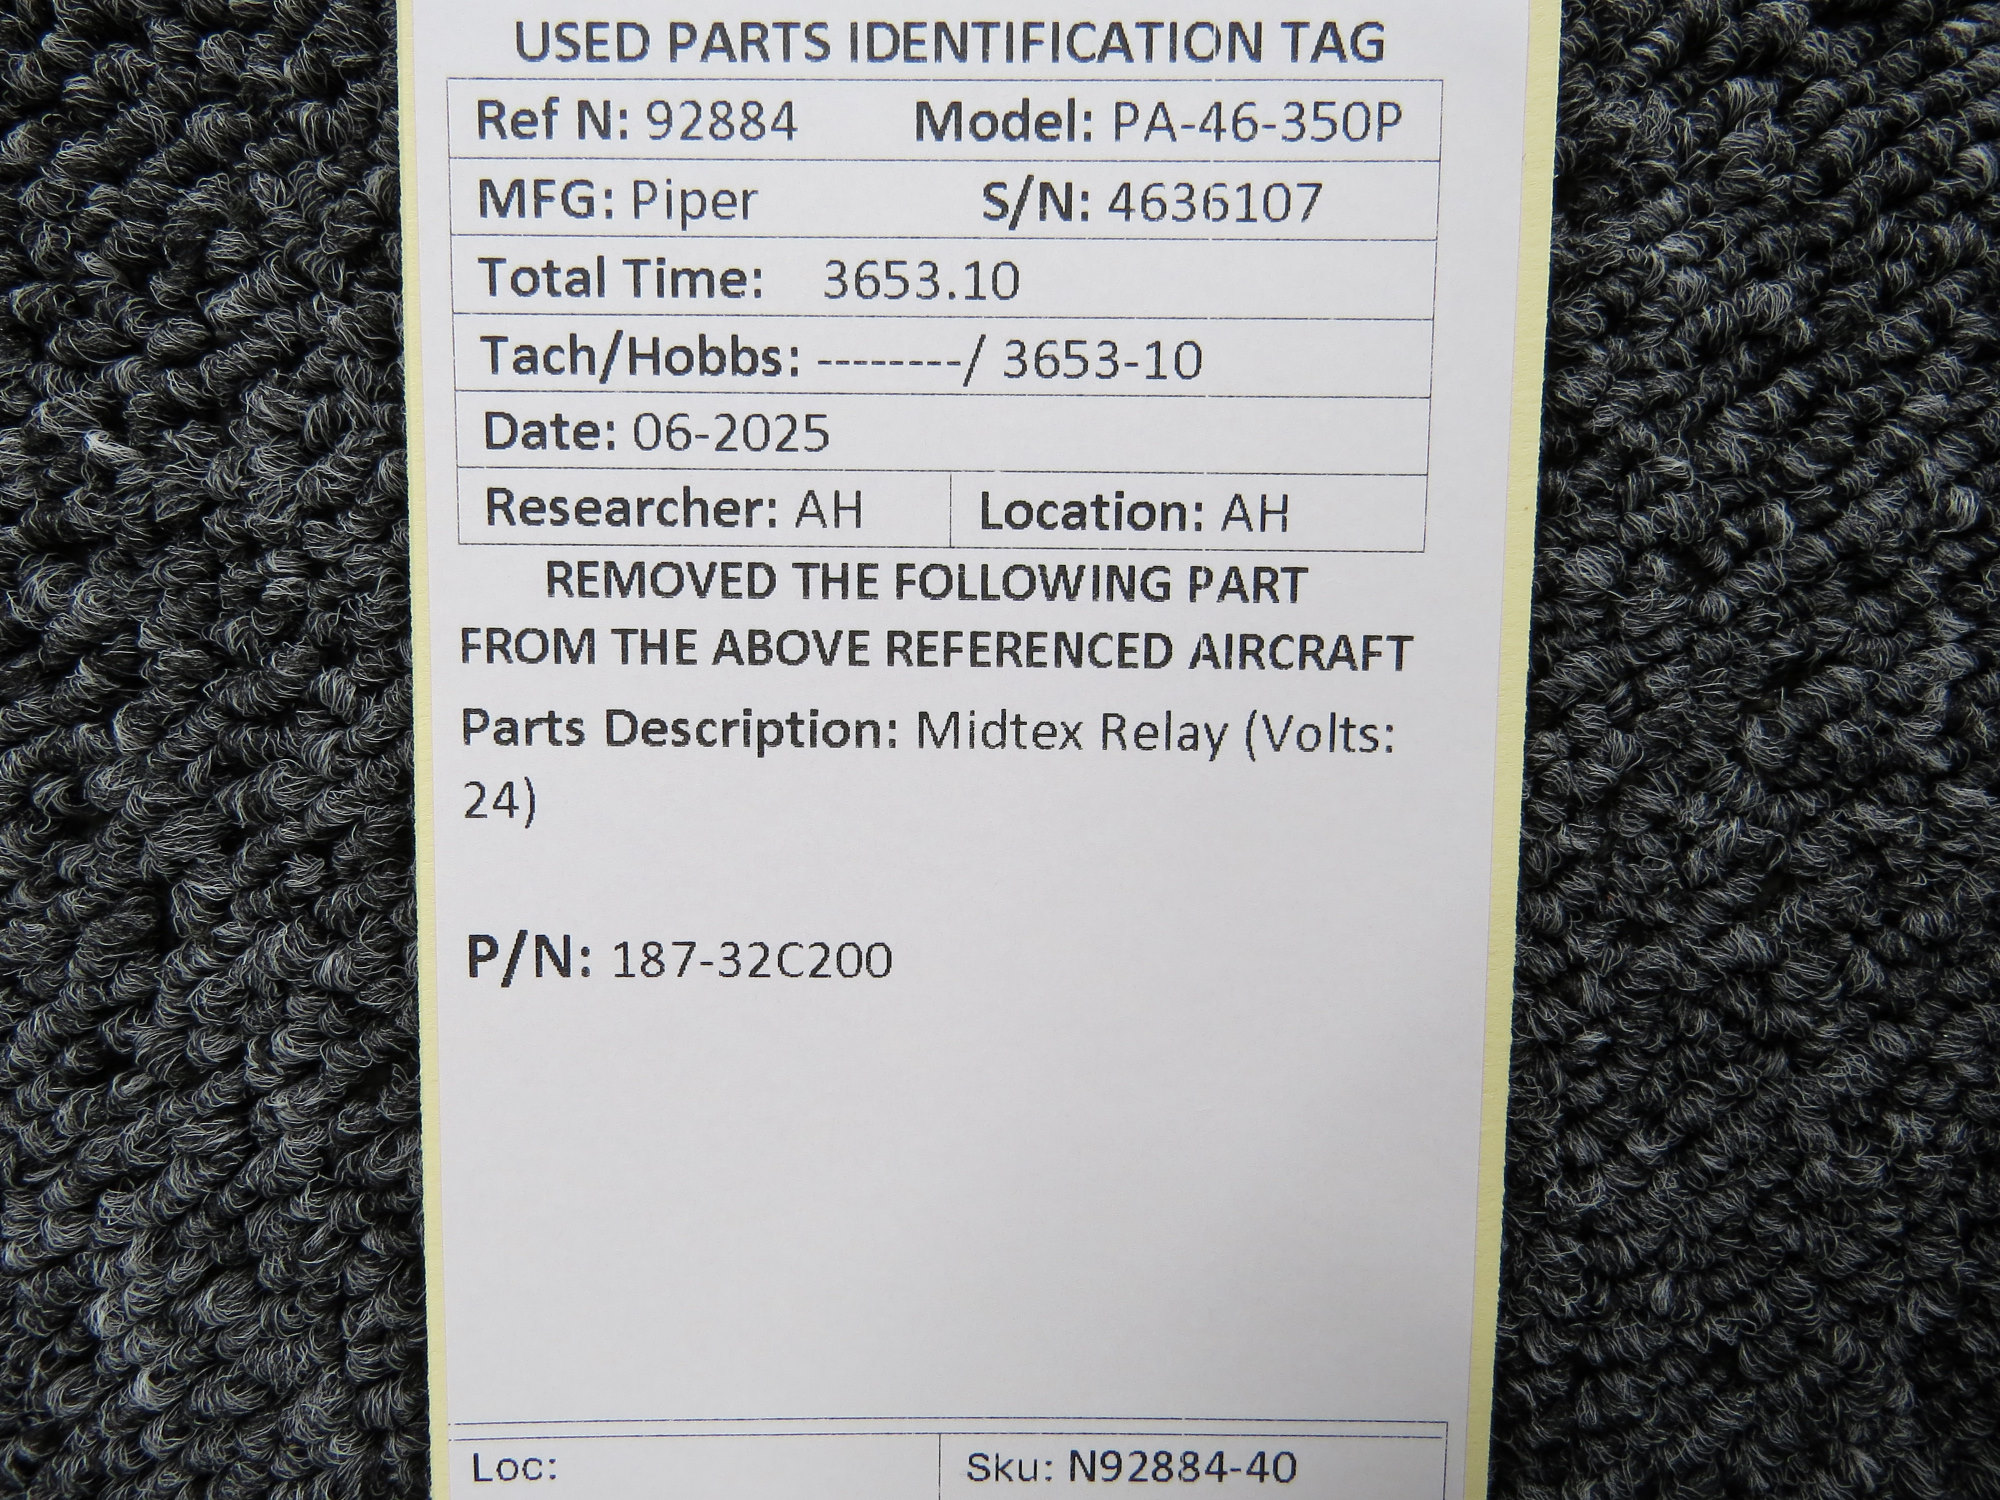 USED PARTS IDENTIFICATION TAG
Ref N: 92884 Model: PA-46-350P
MFG: Piper S/N: 4636107
Total Time: 3653.10
Tach/Hobbs: --------/ 3653-10
Date: 06-2025
Researcher: AH Location: AH
REMOVED THE FOLLOWING PART
FROM THE ABOVE REFERENCED AIRCRAFT
Parts Description: Midtex Relay (Volts:
24)
P/N: 187-32C200
Loc: Sku: N92884-40